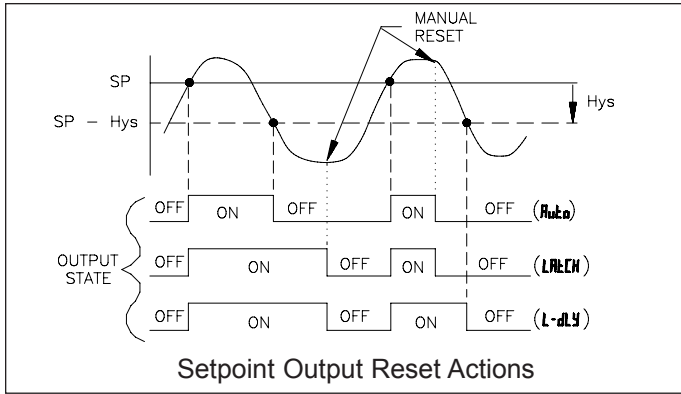 MANUAL
RESET
SP
SP – Hys
Hys
OFF ON OFF ON OFF (Auto)
OUTPUT
STATE
OFF ON OFF ON OFF (LAtCH)
OFF ON OFF ON OFF (L-dLY)
Setpoint Output Reset Actions